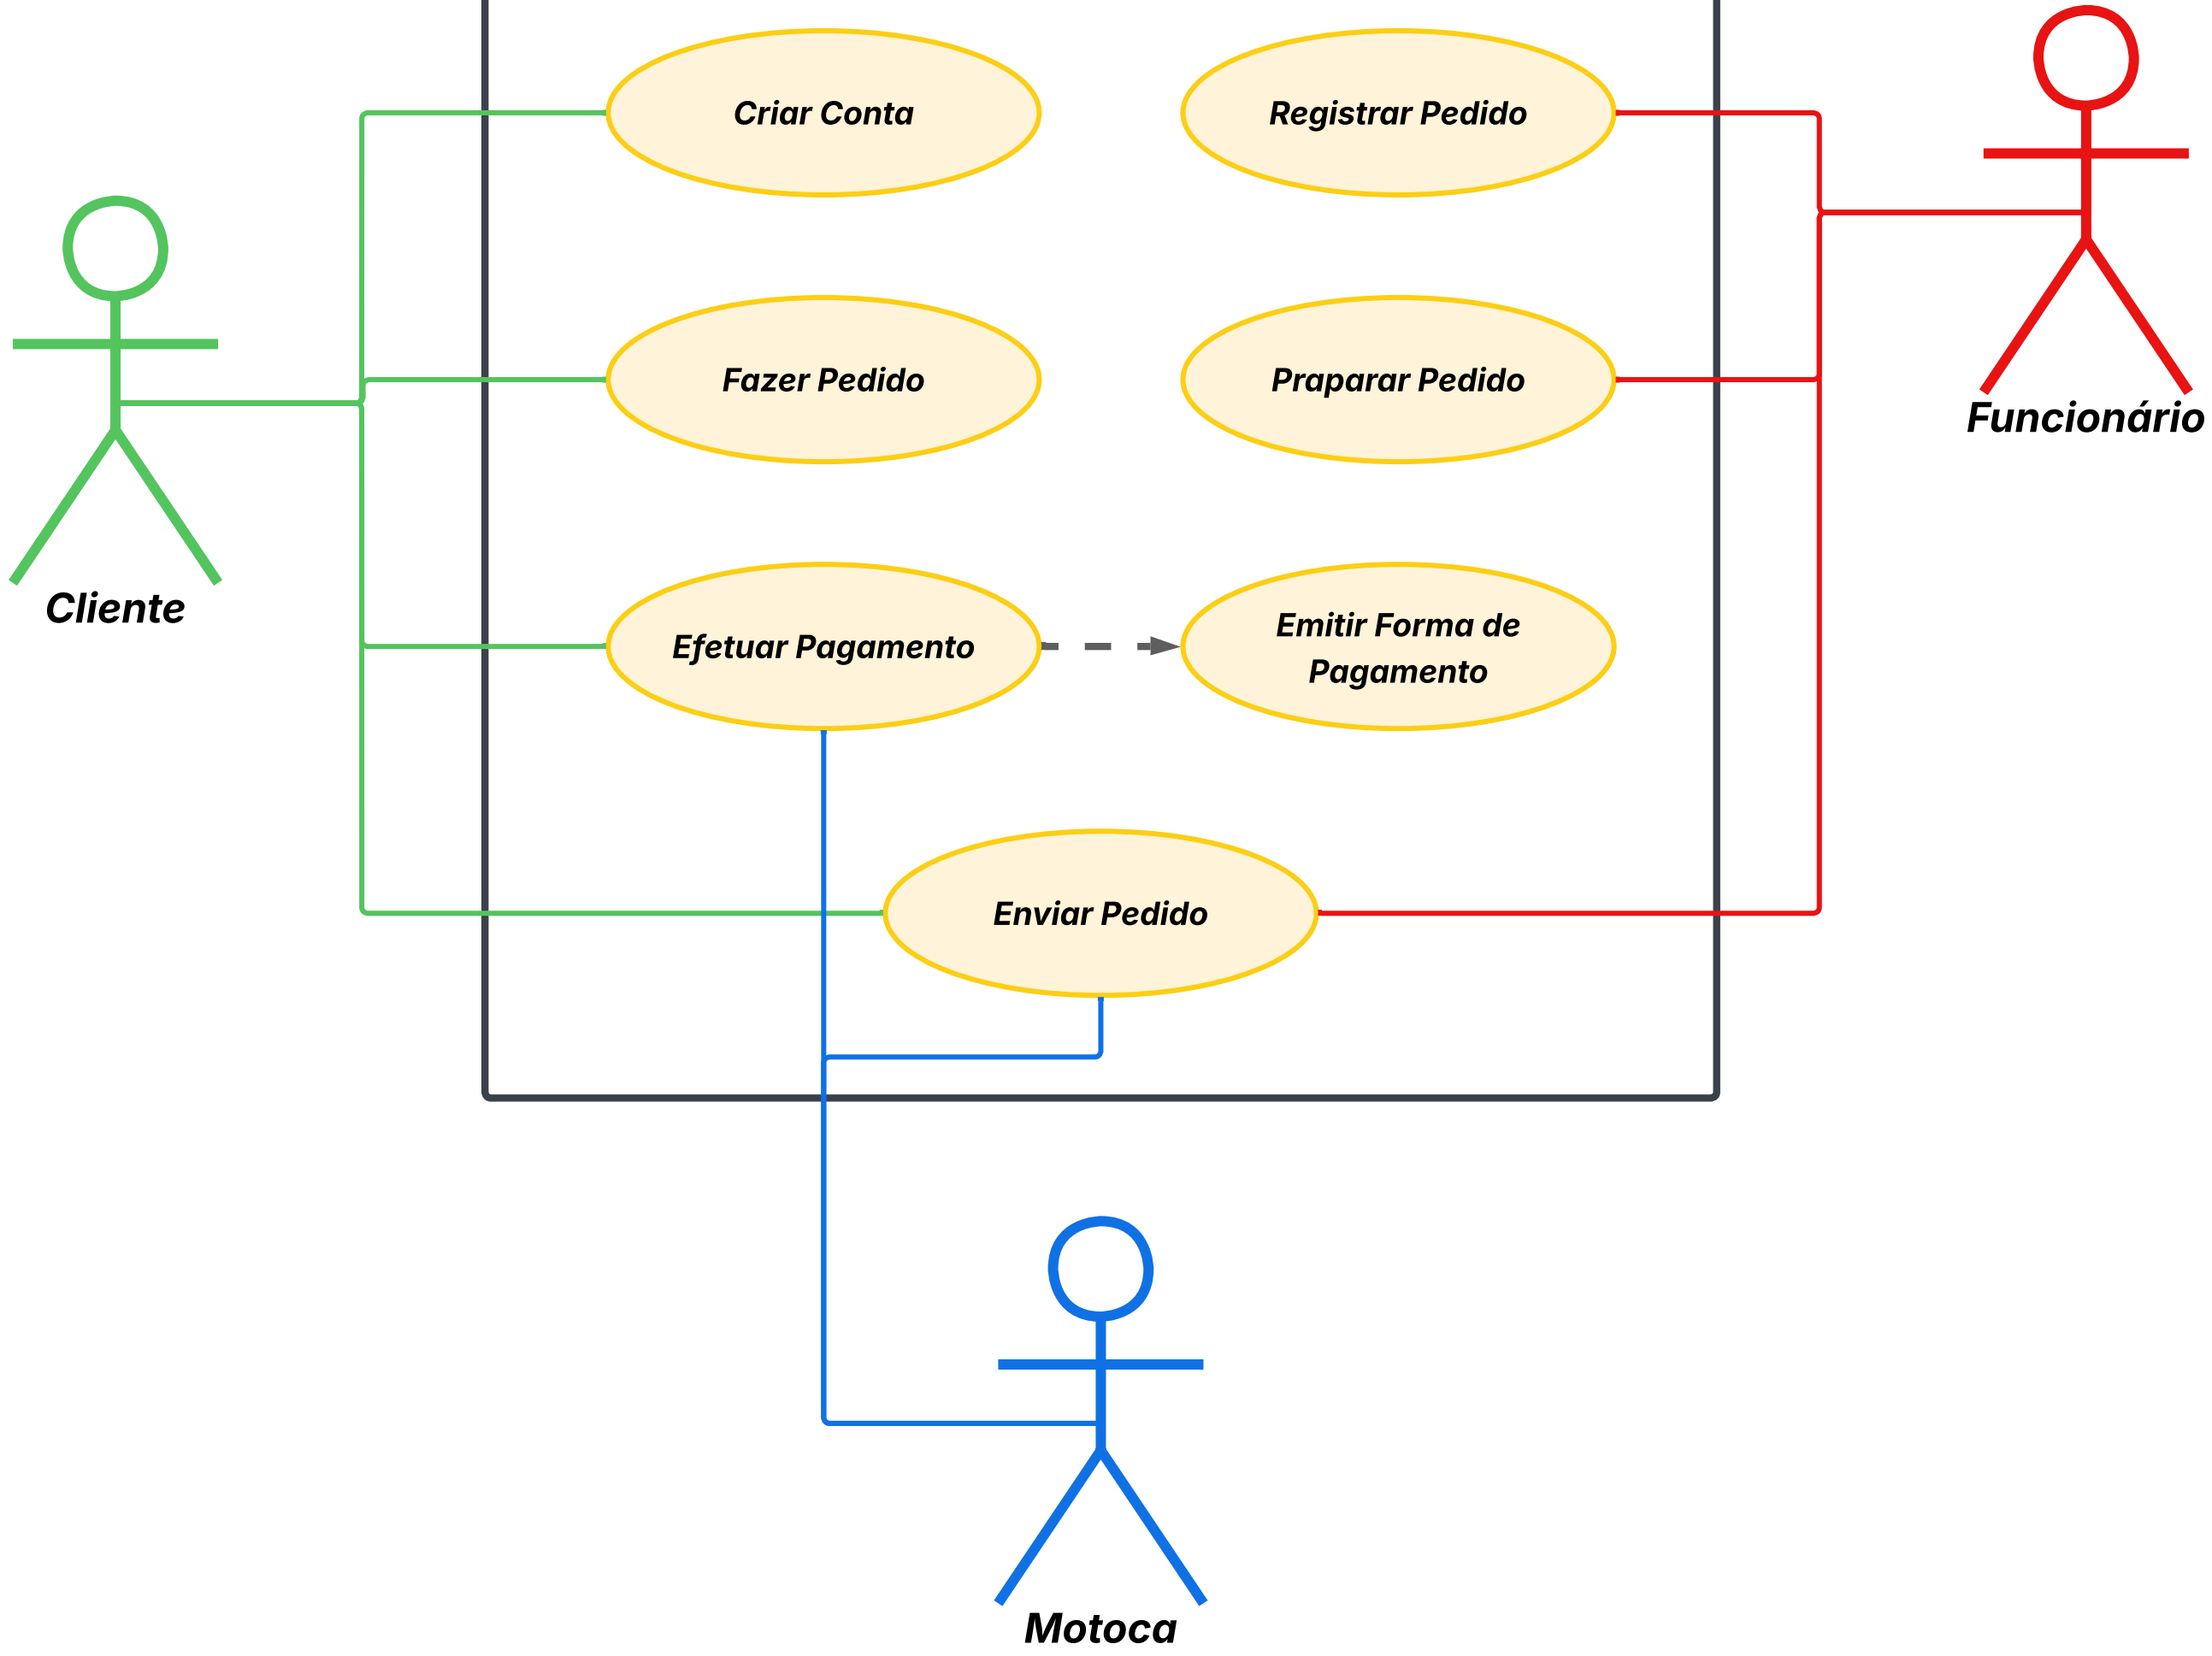 Criar Conta
Registrar Pedido
Fazer Pedido
Praparar Pedido
Funcionário
Cliente
Efetuar Pagamento
Emitir Forma de
Pagamento
Enviar Pedido
Motoca